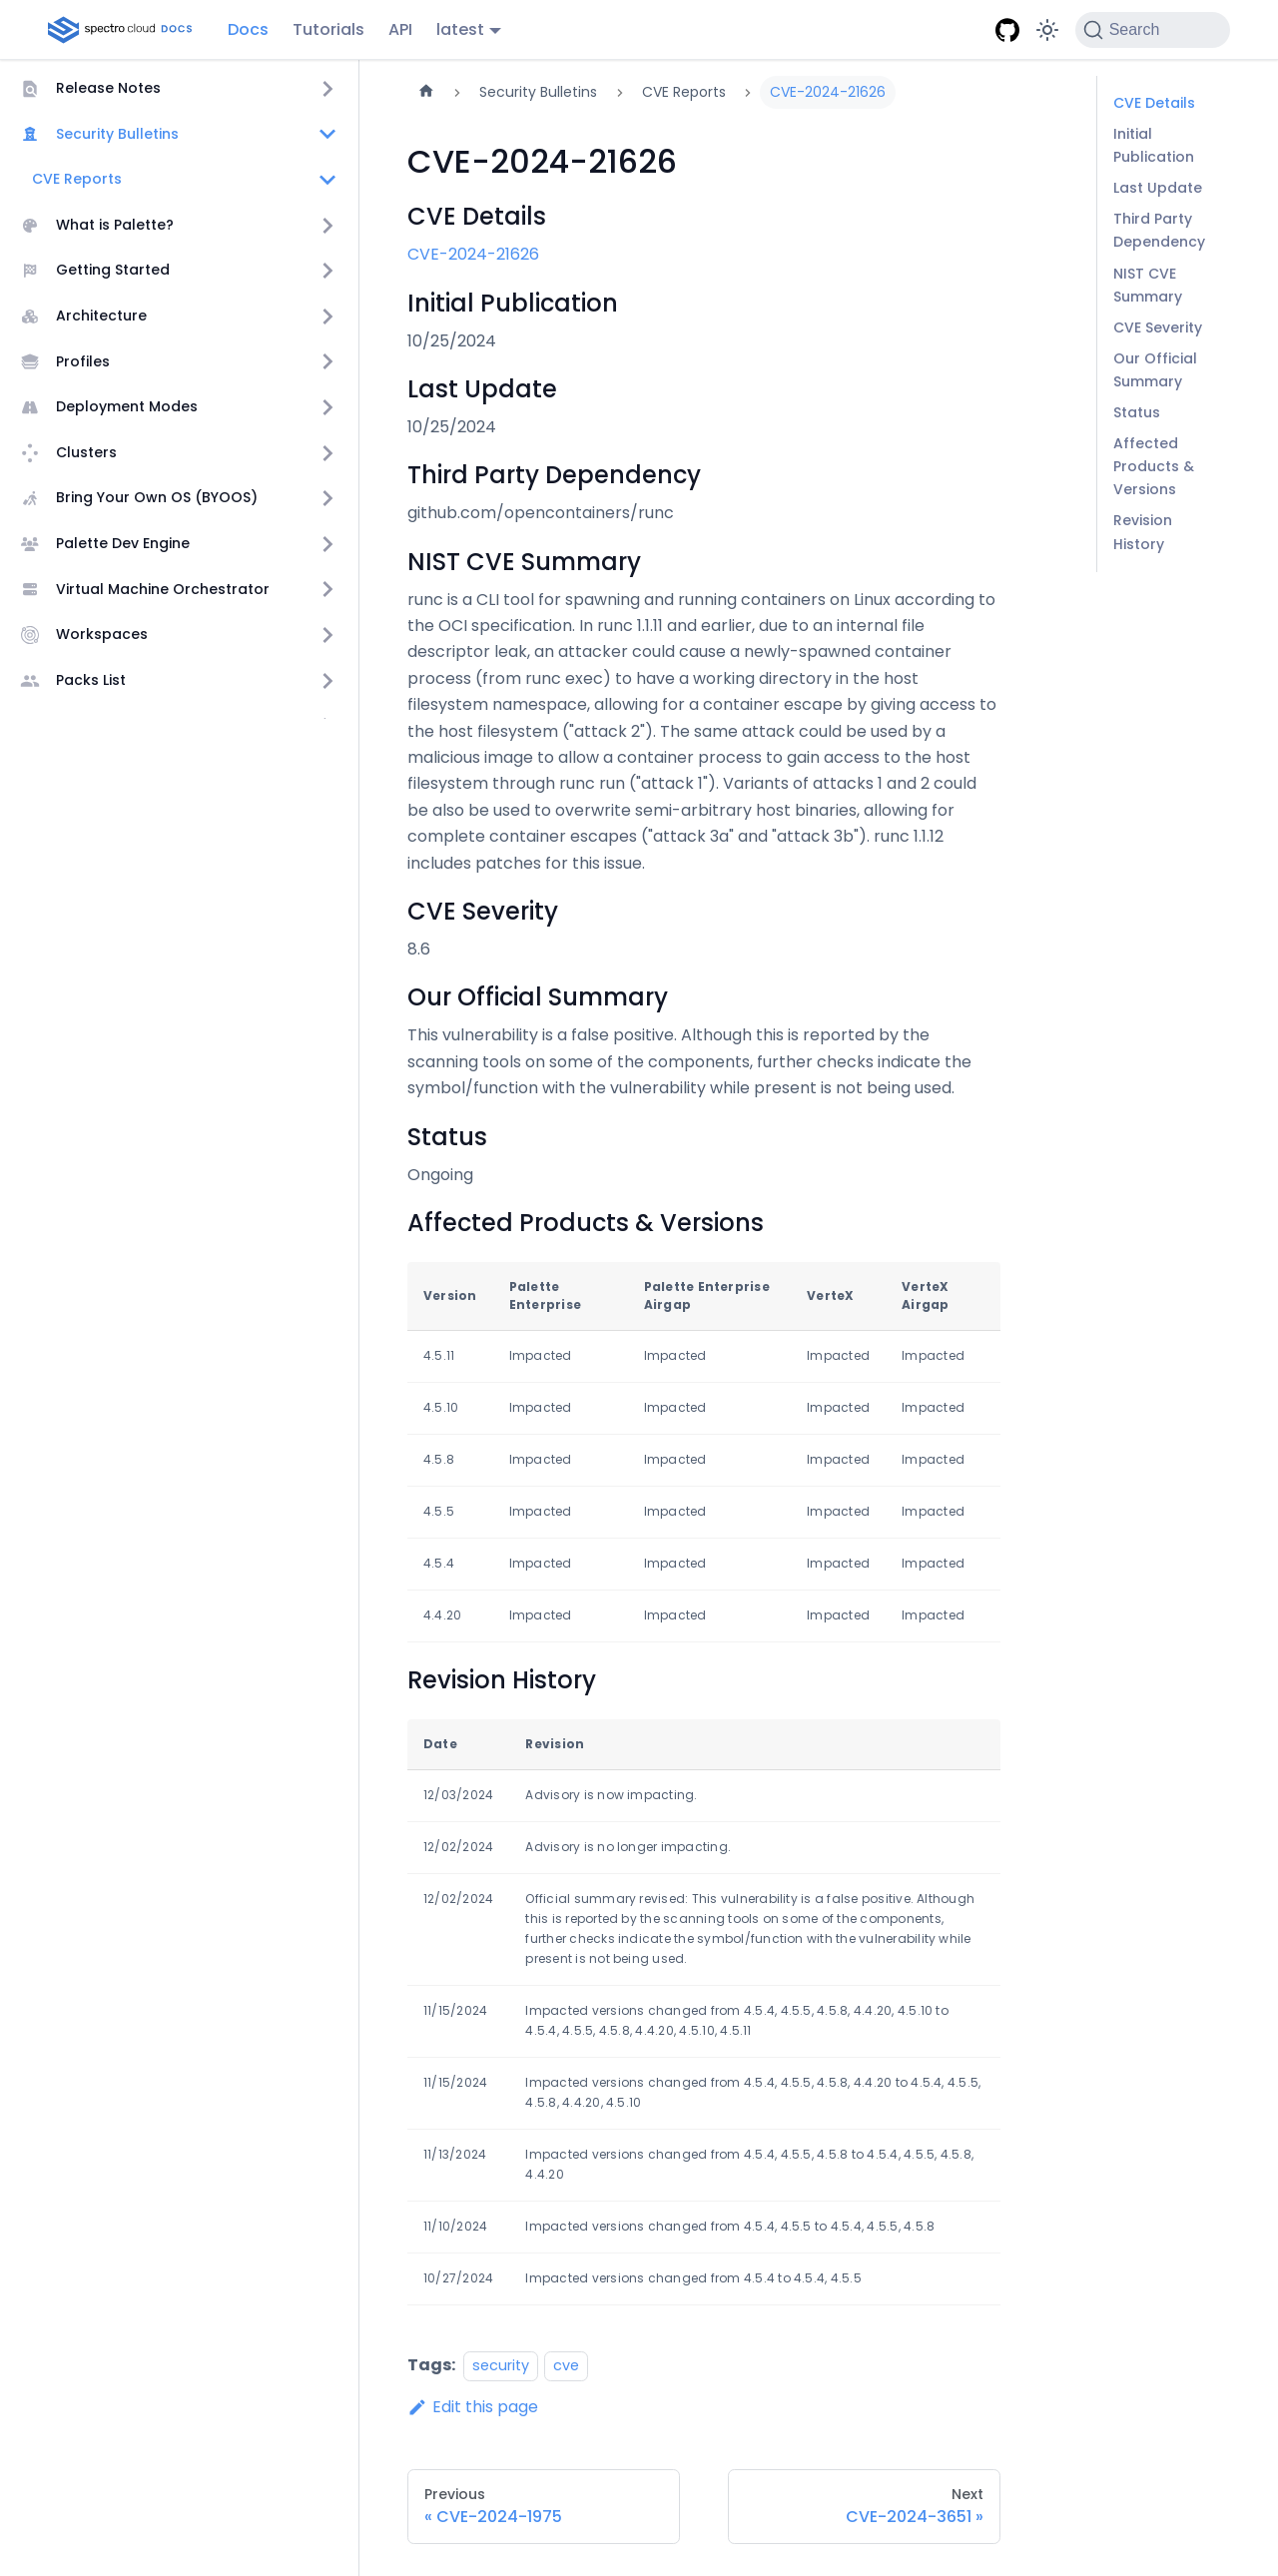 spectro cloud DOCS
Docs
Tutorials
API
latest
Search
Release Notes
Security Bulletins
CVE Reports
What is Palette?
Getting Started
Architecture
Profiles
Deployment Modes
Clusters
Bring Your Own OS (BYOOS)
Palette Dev Engine
Virtual Machine Orchestrator
Workspaces
Packs List
Security Bulletins
CVE Reports
CVE-2024-21626
CVE-2024-21626
CVE Details
CVE-2024-21626
Initial Publication
10/25/2024
Last Update
10/25/2024
Third Party Dependency
github.com/opencontainers/runc
NIST CVE Summary
runc is a CLI tool for spawning and running containers on Linux according to
the OCI specification. In runc 1.1.11 and earlier, due to an internal file
descriptor leak, an attacker could cause a newly-spawned container
process (from runc exec) to have a working directory in the host
filesystem namespace, allowing for a container escape by giving access to
the host filesystem ("attack 2"). The same attack could be used by a
malicious image to allow a container process to gain access to the host
filesystem through runc run ("attack 1"). Variants of attacks 1 and 2 could
be also be used to overwrite semi-arbitrary host binaries, allowing for
complete container escapes ("attack 3a" and "attack 3b"). runc 1.1.12
includes patches for this issue.
CVE Severity
8.6
Our Official Summary
This vulnerability is a false positive. Although this is reported by the
scanning tools on some of the components, further checks indicate the
symbol/function with the vulnerability while present is not being used.
Status
Ongoing
Affected Products & Versions
Version
Palette
Enterprise
Palette Enterprise
Airgap
VerteX
VerteX
Airgap
4.5.11 Impacted Impacted Impacted Impacted
4.5.10 Impacted Impacted Impacted Impacted
4.5.8 Impacted Impacted Impacted Impacted
4.5.5 Impacted Impacted Impacted Impacted
4.5.4 Impacted Impacted Impacted Impacted
4.4.20 Impacted Impacted Impacted Impacted
Revision History
Date Revision
12/03/2024 Advisory is now impacting.
12/02/2024 Advisory is no longer impacting.
12/02/2024 Official summary revised: This vulnerability is a false positive. Although
this is reported by the scanning tools on some of the components,
further checks indicate the symbol/function with the vulnerability while
present is not being used.
11/15/2024 Impacted versions changed from 4.5.4, 4.5.5, 4.5.8, 4.4.20, 4.5.10 to
4.5.4, 4.5.5, 4.5.8, 4.4.20, 4.5.10, 4.5.11
11/15/2024 Impacted versions changed from 4.5.4, 4.5.5, 4.5.8, 4.4.20 to 4.5.4, 4.5.5,
4.5.8, 4.4.20, 4.5.10
11/13/2024 Impacted versions changed from 4.5.4, 4.5.5, 4.5.8 to 4.5.4, 4.5.5, 4.5.8,
4.4.20
11/10/2024 Impacted versions changed from 4.5.4, 4.5.5 to 4.5.4, 4.5.5, 4.5.8
10/27/2024 Impacted versions changed from 4.5.4 to 4.5.4, 4.5.5
Tags: security cve
Edit this page
Previous
« CVE-2024-1975
Next
CVE-2024-3651 »
CVE Details
Initial
Publication
Last Update
Third Party
Dependency
NIST CVE
Summary
CVE Severity
Our Official
Summary
Status
Affected
Products &
Versions
Revision
History